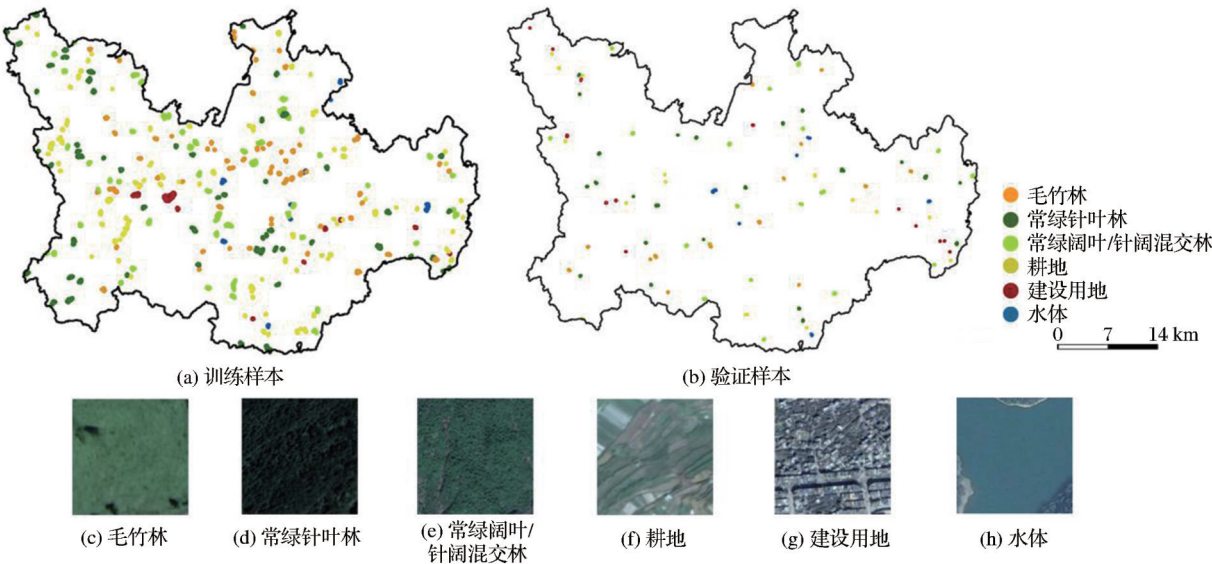 毛竹林
常绿针叶林
常绿阔叶/针阔混交林
耕地
建设用地
水体
0 7 14 km
(a) 训练样本
(b) 验证样本
(c) 毛竹林
(d) 常绿针叶林
(e) 常绿阔叶/
针阔混交林
(f) 耕地
(g) 建设用地
(h) 水体